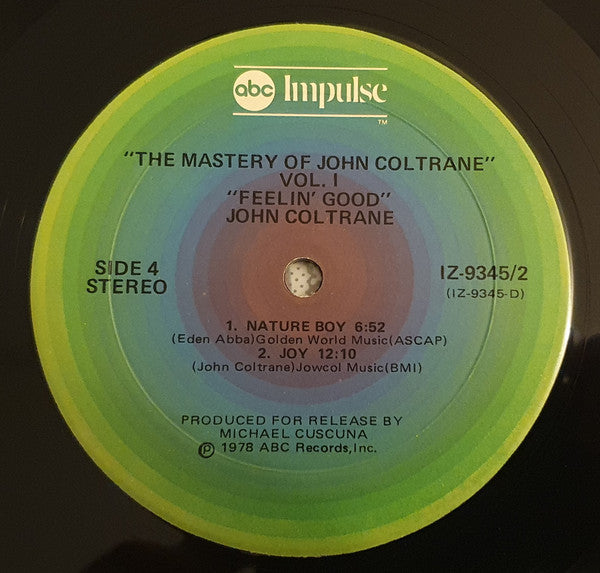 abc Impulse
TM
"THE MASTERY OF JOHN COLTRANE"
VOL. I
"FEELIN' GOOD"
JOHN COLTRANE
SIDE 4
STEREO
IZ-9345/2
(IZ-9345-D)
1. NATURE BOY 6:52
(Eden Abba)Golden World Music(ASCAP)
2. JOY 12:10
(John Coltrane)Jowcol Music(BMI)
PRODUCED FOR RELEASE BY
MICHAEL CUSCUNA
℗ 1978 ABC Records,Inc.